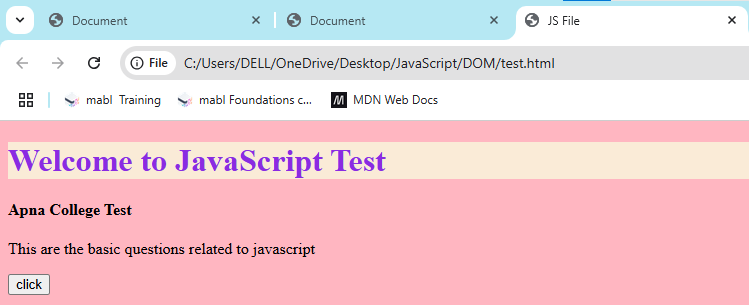 Document
Document
JS File
File C:/Users/DELL/OneDrive/Desktop/JavaScript/DOM/test.html
mabl Training
mabl Foundations c...
MDN Web Docs
Welcome to JavaScript Test
Apna College Test
This are the basic questions related to javascript
click